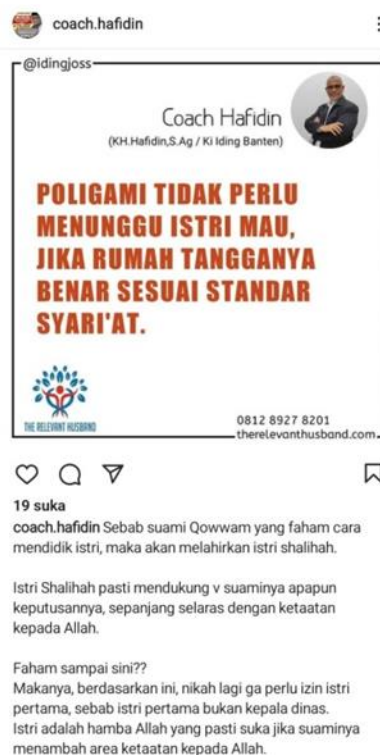 coach.hafidin
@idingjoss
Coach Hafidin
(KH.Hafidin,S.Ag / Ki Iding Banten)
POLIGAMI TIDAK PERLU
MENUNGGU ISTRI MAU,
JIKA RUMAH TANGGANYA
BENAR SESUAI STANDAR
SYARI'AT.
THE RELEVANT HUSBAND
0812 8927 8201
therelevanthusband.com
19 suka
coach.hafidin Sebab suami Qowwam yang faham cara
mendidik istri, maka akan melahirkan istri shalihah.
Istri Shalihah pasti mendukung v suaminya apapun
keputusannya, sepanjang selaras dengan ketaatan
kepada Allah.
Faham sampai sini??
Makanya, berdasarkan ini, nikah lagi ga perlu izin istri
pertama, sebab istri pertama bukan kepala dinas.
Istri adalah hamba Allah yang pasti suka jika suaminya
menambah area ketaatan kepada Allah.